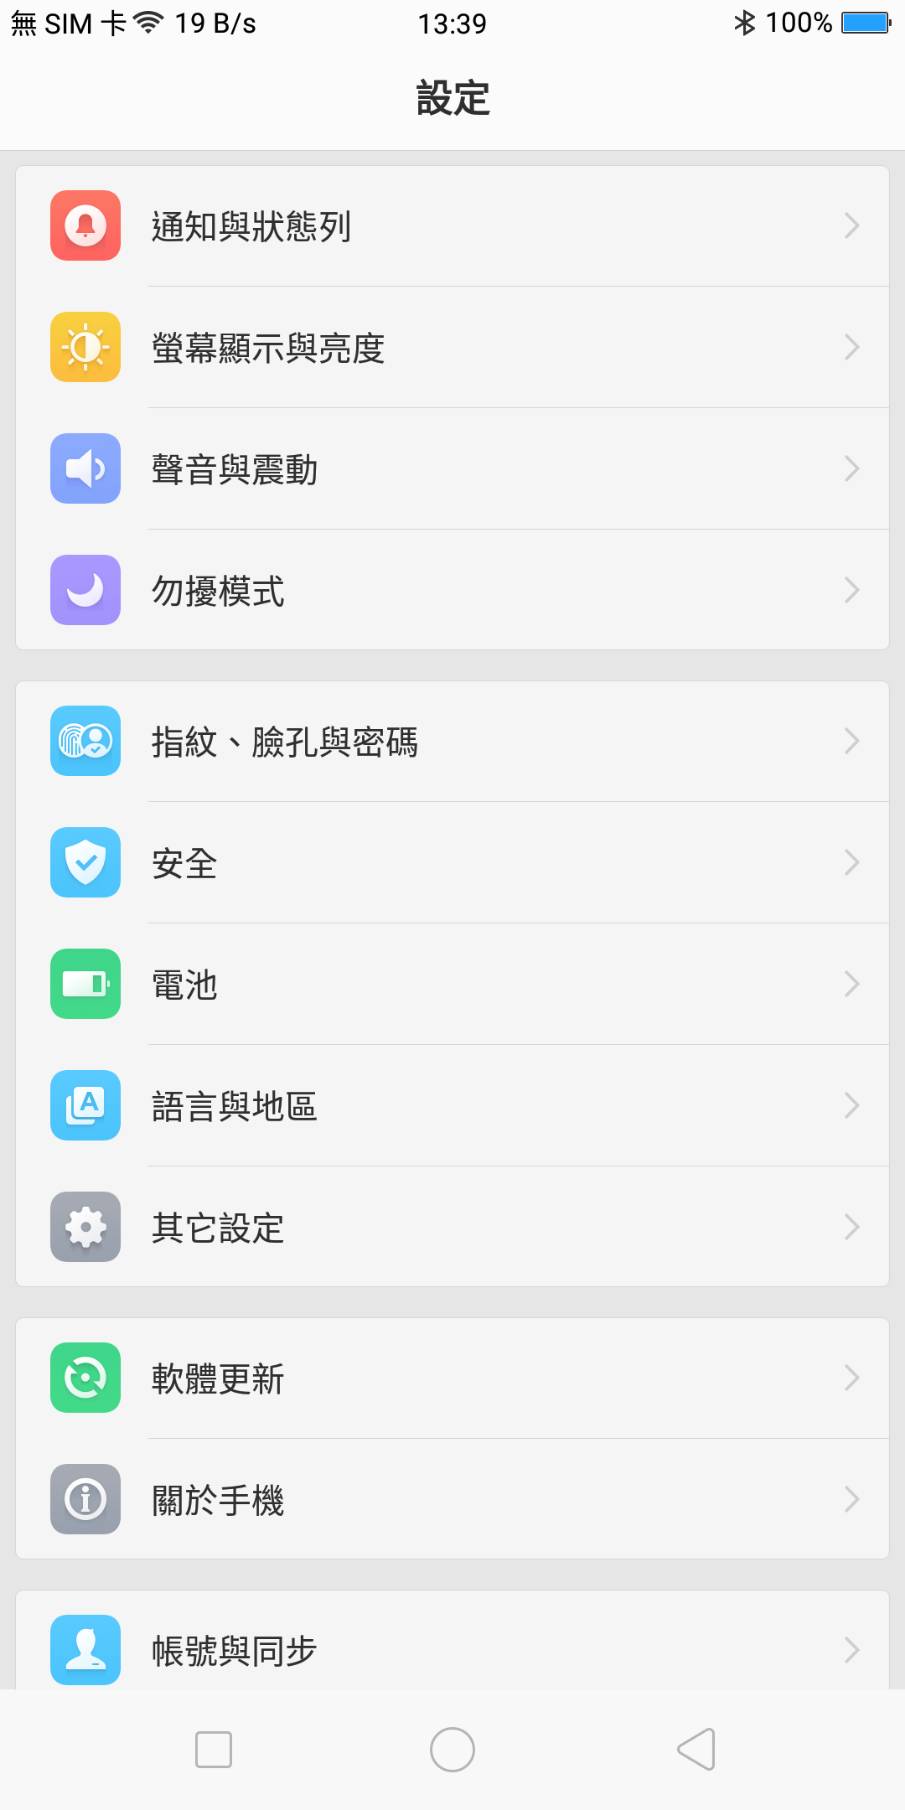 無 SIM 卡 19 B/s 13:39 100%
設定
通知與狀態列
螢幕顯示與亮度
聲音與震動
勿擾模式
指紋、臉孔與密碼
安全
電池
語言與地區
其它設定
軟體更新
關於手機
帳號與同步